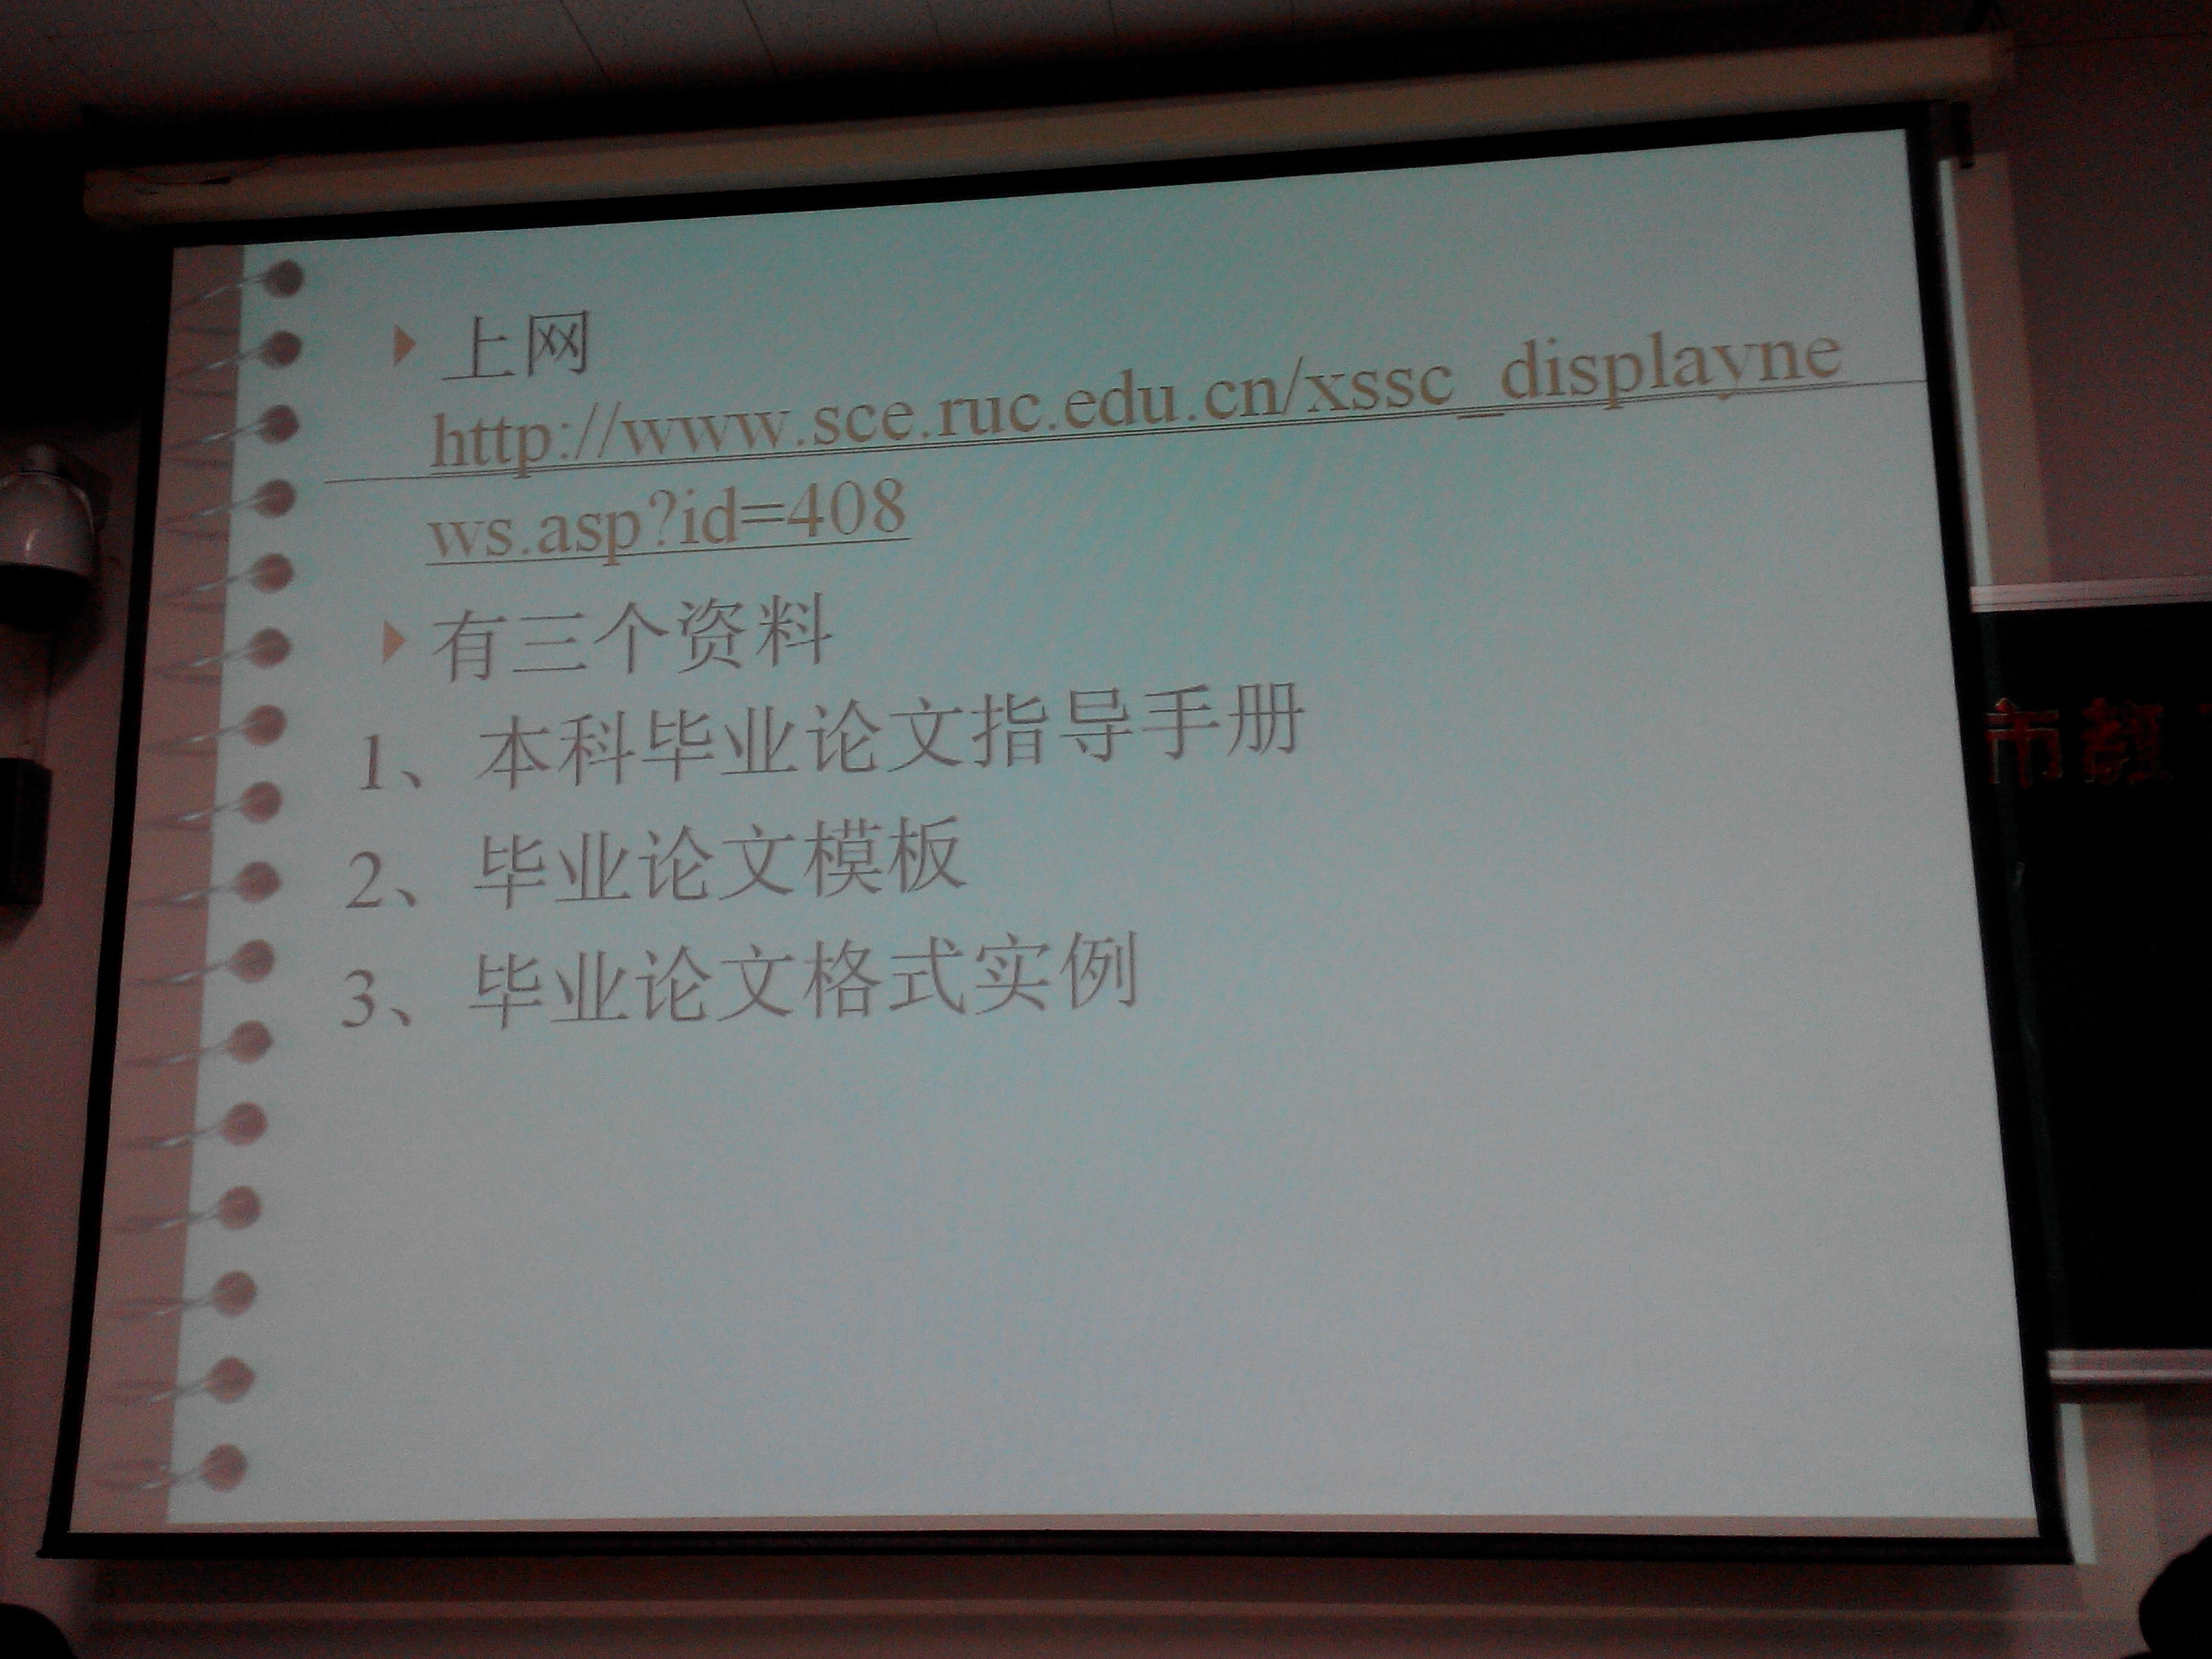 上网
http://www.sce.ruc.edu.cn/xssc_displayne
ws.asp?id=408
有三个资料
1、本科毕业论文指导手册
2、毕业论文模板
3、毕业论文格式实例
市教